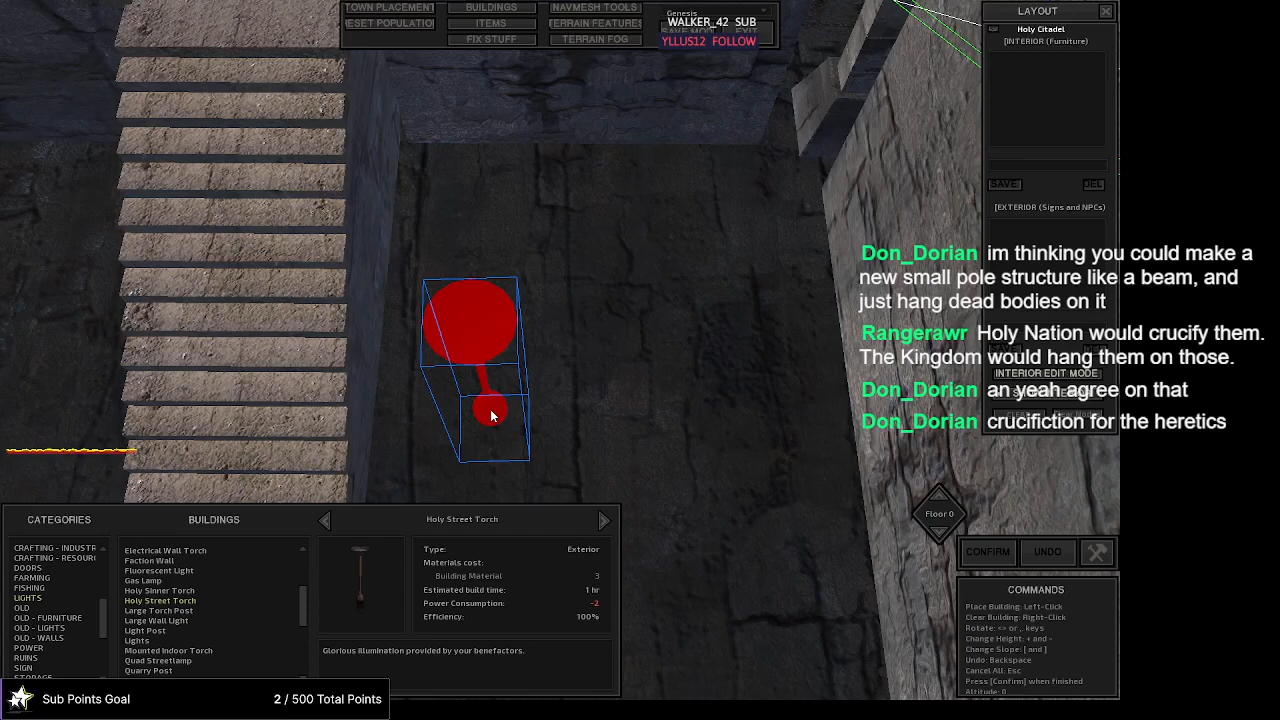 TOWN PLACEMENT
BUILDINGS
NAVMESH TOOLS
Genesis
RESET POPULATIO
ITEMS
TERRAIN FEATURES
WALKER_42 SUB
FIX STUFF
TERRAIN FOG
YLLUS12 FOLLOW
LAYOUT
Holy Citadel
[INTERIOR (Furniture)
SAVE
DEL
[EXTERIOR (Signs and NPCs)
Don_Dorian im thinking you could make a
new small pole structure like a beam, and
just hang dead bodies on it
Rangerawr Holy Nation would crucify them.
The Kingdom would hang them on those.
INTERIOR EDIT MODE
Don_Dorian an yeah agree on that
Don_Dorian crucifiction for the heretics
Floor 0
CONFIRM
UNDO
COMMANDS
Place Building: Left-Click
Clear Building: Right-Click
Rotate: <> or ,. keys
Change Height: + and -
Change Slope: [ and ]
Undo: Backspace
Cancel All: Esc
Press [Confirm] when finished
Altitude: 0
CATEGORIES
CRAFTING - INDUSTR
CRAFTING - RESOUR
DOORS
FARMING
FISHING
LIGHTS
OLD
OLD - FURNITURE
OLD - LIGHTS
OLD - WALLS
POWER
RUINS
SIGN
BUILDINGS
Electrical Wall Torch
Faction Wall
Fluorescent Light
Gas Lamp
Holy Sinner Torch
Holy Street Torch
Large Torch Post
Large Wall Light
Light Post
Lights
Mounted Indoor Torch
Quad Streetlamp
Quarry Post
Holy Street Torch
Type: Exterior
Materials cost:
Building Material 3
Estimated build time: 1 hr
Power Consumption: -2
Efficiency: 100%
Glorious illumination provided by your benefactors.
Sub Points Goal
2 / 500 Total Points